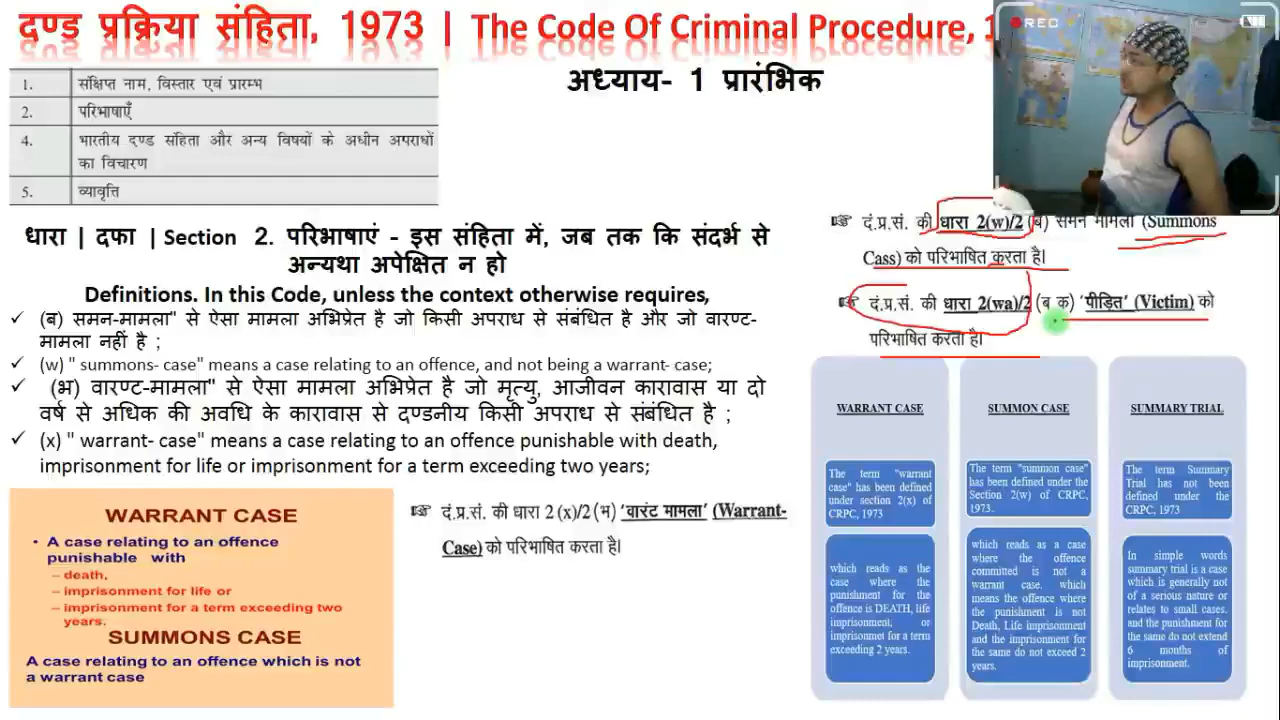 दण्ड प्रक्रिया संहिता, 1973 | The Code Of Criminal Procedure, 1
REC
अध्याय- 1 प्रारंभिक
1. संक्षिप्त नाम, विस्तार एवं प्रारम्भ
2. परिभाषाएँ
4. भारतीय दण्ड संहिता और अन्य विषयों के अधीन अपराधों
का विचारण
5. व्यावृत्ति
धारा | दफा | Section 2. परिभाषाएं - इस संहिता में, जब तक कि संदर्भ से
अन्यथा अपेक्षित न हो
Definitions. In this Code, unless the context otherwise requires,
✓ (ब) समन-मामला" से ऐसा मामला अभिप्रेत है जो किसी अपराध से संबंधित है और जो वारण्ट-
मामला नहीं है ;
✓ (w) " summons- case" means a case relating to an offence, and not being a warrant- case;
✓ (भ) वारण्ट-मामला" से ऐसा मामला अभिप्रेत है जो मृत्यु, आजीवन कारावास या दो
वर्ष से अधिक की अवधि के कारावास से दण्डनीय किसी अपराध से संबंधित है ;
✓ (x) " warrant- case" means a case relating to an offence punishable with death,
imprisonment for life or imprisonment for a term exceeding two years;
WARRANT CASE
• A case relating to an offence
punishable with
– death,
– imprisonment for life or
– imprisonment for a term exceeding two
years.
SUMMONS CASE
A case relating to an offence which is not
a warrant case
☞ दं.प्र.सं. की धारा 2 (x)/2 (भ) 'वारंट मामला' (Warrant-
Case) को परिभाषित करता है।
☞ दं.प्र.सं. की धारा 2(w)/2 (ब) समन मामला (Summons
Cass) को परिभाषित करता है।
☞ दं.प्र.सं. की धारा 2(wa)/2 (ब क) 'पीड़ित' (Victim) को
परिभाषित करता है।
WARRANT CASE
The term "warrant
case" has been defined
under section 2(x) of
CRPC, 1973
which reads as the
case where the
punishment for the
offence is DEATH, life
imprisonment, or
imprisonmet for a term
exceeding 2 years.
SUMMON CASE
The term "summon case"
has been defined under the
Section 2(w) of CRPC,
1973.
which reads as a case
where the offence
committed is not a
warrant case. which
means the offence where
the punishment is not
Death, Life imprisonment
and the imprisonment for
the same do not exceed 2
years.
SUMMARY TRIAL
The term Summary
Trial has not been
defined under the
CRPC, 1973
In simple words
summary trial is a case
which is generally not
of a serious nature or
relates to small cases.
and the punishment for
the same do not extend
6 months of
imprisonment.